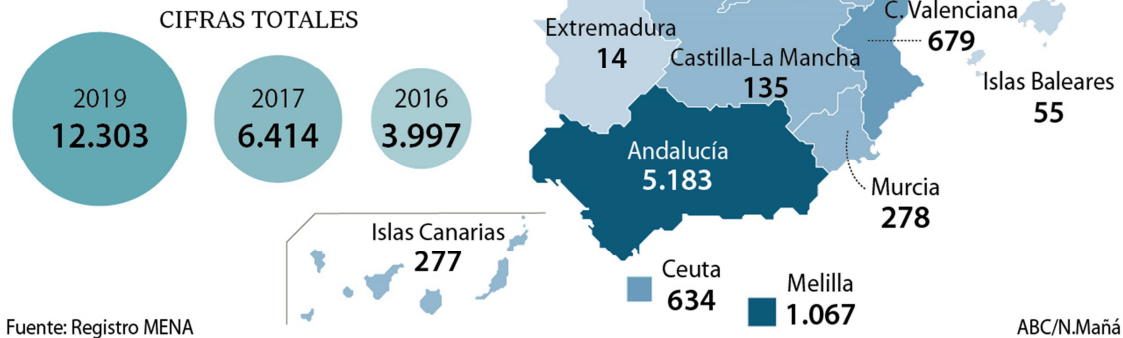 CIFRAS TOTALES
2019
12.303
2017
6.414
2016
3.997
Extremadura
14
Castilla-La Mancha
135
C. Valenciana
679
Islas Baleares
55
Andalucía
5.183
Murcia
278
Islas Canarias
277
Ceuta
634
Melilla
1.067
Fuente: Registro MENA
ABC/N.Mañá